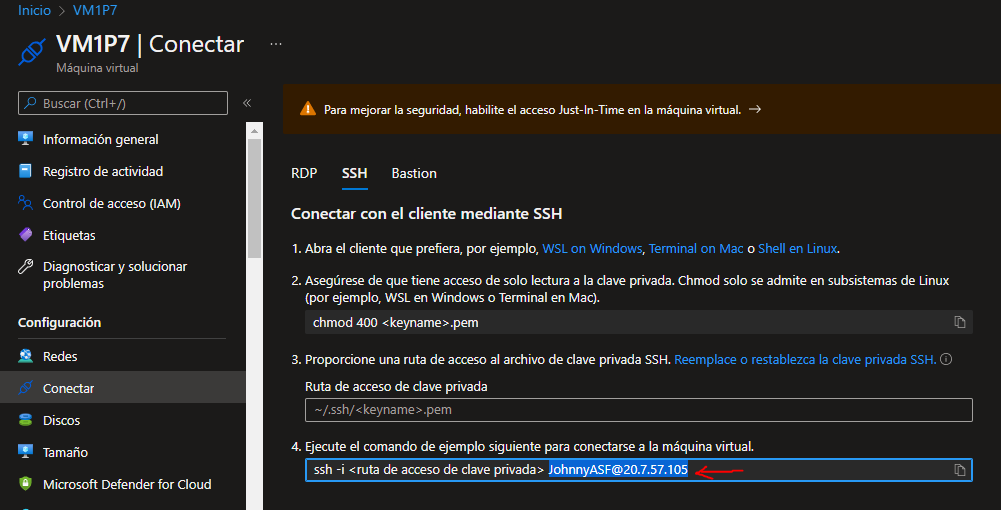 Inicio > VM1P7
VM1P7 | Conectar ...
Máquina virtual
Buscar (Ctrl+/)
«
Información general
Registro de actividad
Control de acceso (IAM)
Etiquetas
Diagnosticar y solucionar
problemas
Configuración
Redes
Conectar
Discos
Tamaño
Microsoft Defender for Cloud
Para mejorar la seguridad, habilite el acceso Just-In-Time en la máquina virtual. →
RDP SSH Bastion
Conectar con el cliente mediante SSH
1. Abra el cliente que prefiera, por ejemplo, WSL on Windows, Terminal on Mac o Shell en Linux.
2. Asegúrese de que tiene acceso de solo lectura a la clave privada. Chmod solo se admite en subsistemas de Linux
(por ejemplo, WSL en Windows o Terminal en Mac).
chmod 400 <keyname>.pem
3. Proporcione una ruta de acceso al archivo de clave privada SSH. Reemplace o restablezca la clave privada SSH.
Ruta de acceso de clave privada
~/.ssh/<keyname>.pem
4. Ejecute el comando de ejemplo siguiente para conectarse a la máquina virtual.
ssh -i <ruta de acceso de clave privada> JohnnyASF@20.7.57.105